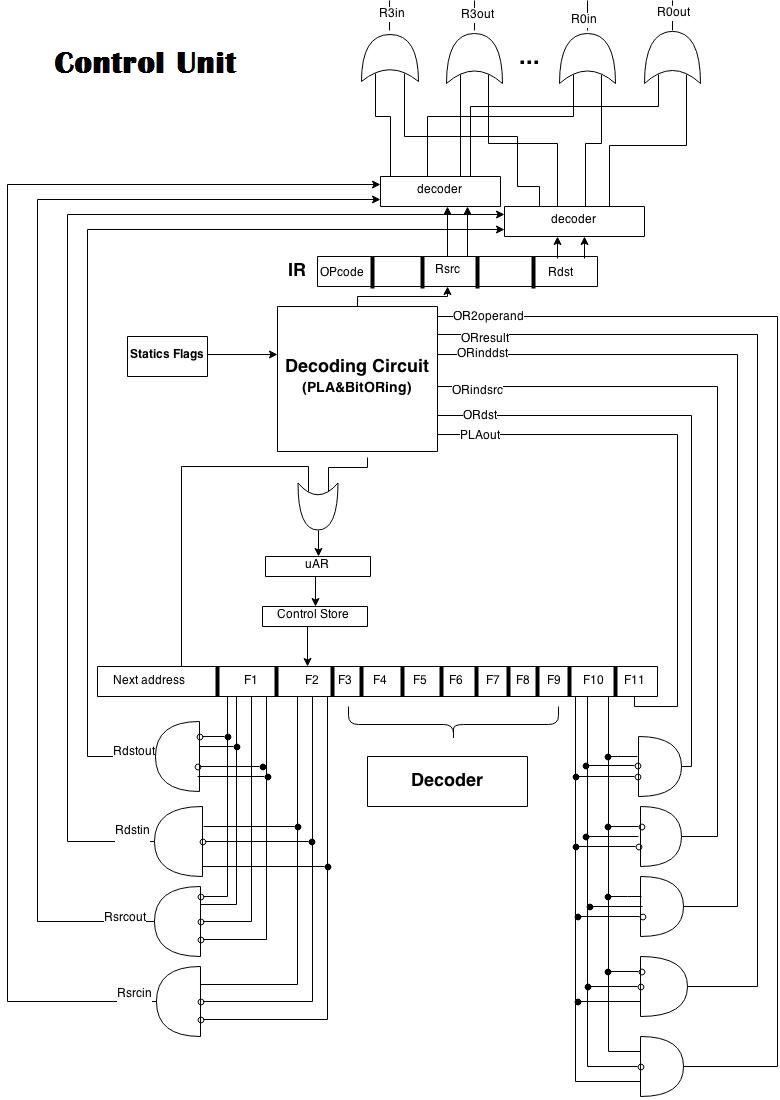 R3in
R3out
R0in
R0out
Control Unit
...
decoder
decoder
IR
OPcode
Rsrc
Rdst
OR2operand
ORresult
Statics Flags
ORinddst
Decoding Circuit
(PLA&BitORing)
ORindsrc
ORdst
PLAout
uAR
Control Store
Next address
F1
F2
F3
F4
F5
F6
F7
F8
F9
F10
F11
Rdstout
Decoder
Rdstin
Rsrcout
Rsrcin